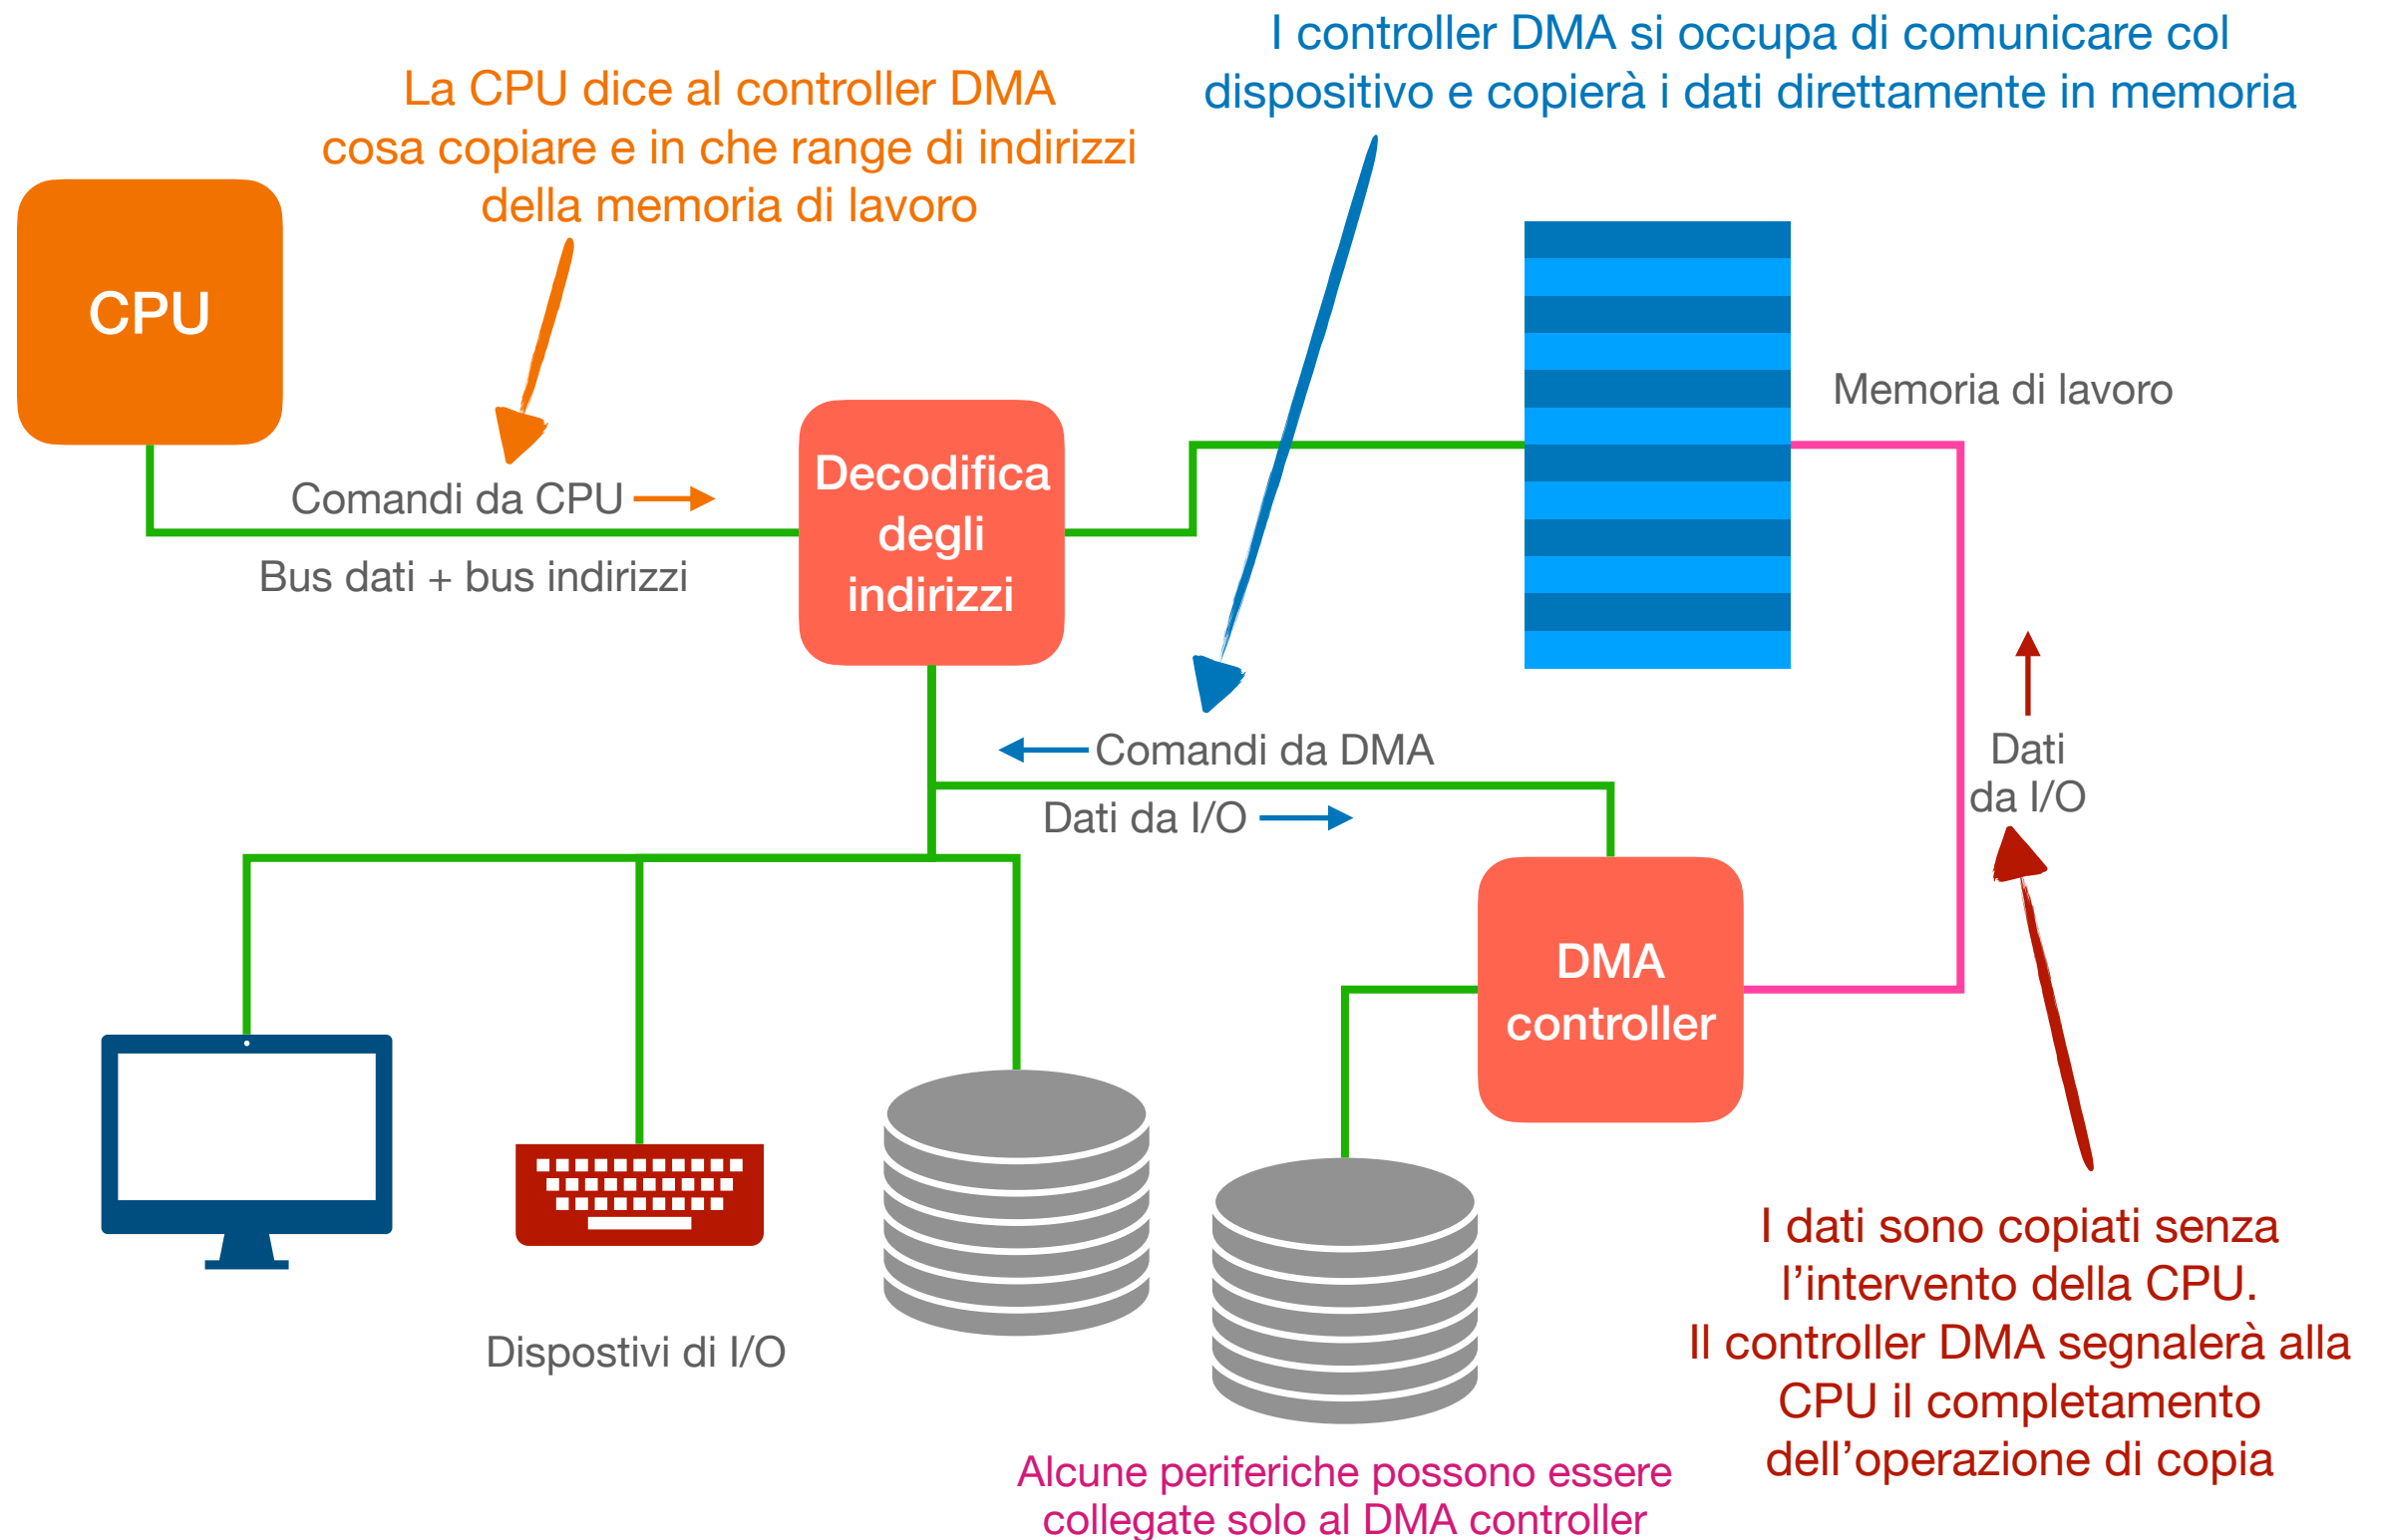 I controller DMA si occupa di comunicare col
dispositivo e copierà i dati direttamente in memoria
La CPU dice al controller DMA
cosa copiare e in che range di indirizzi
della memoria di lavoro
CPU
Memoria di lavoro
Decodifica
degli
indirizzi
Comandi da CPU
Bus dati + bus indirizzi
Comandi da DMA
Dati da I/O
Dati
da I/O
DMA
controller
I dati sono copiati senza
l’intervento della CPU.
Il controller DMA segnalerà alla
CPU il completamento
dell’operazione di copia
Dispostivi di I/O
Alcune periferiche possono essere
collegate solo al DMA controller